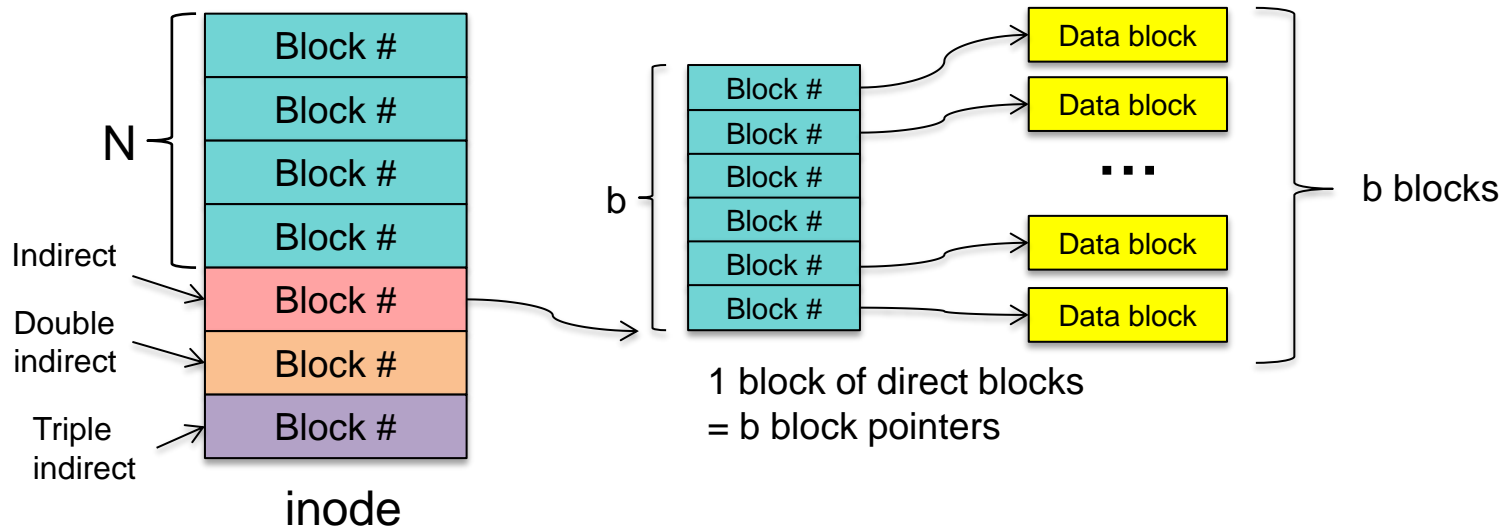 N
Block #
Block #
Block #
Block #
Block #
Block #
Block #
Indirect
Double
indirect
Triple
indirect
inode
b
Block #
Block #
Block #
Block #
Block #
Block #
1 block of direct blocks
= b block pointers
Data block
Data block
...
Data block
Data block
b blocks